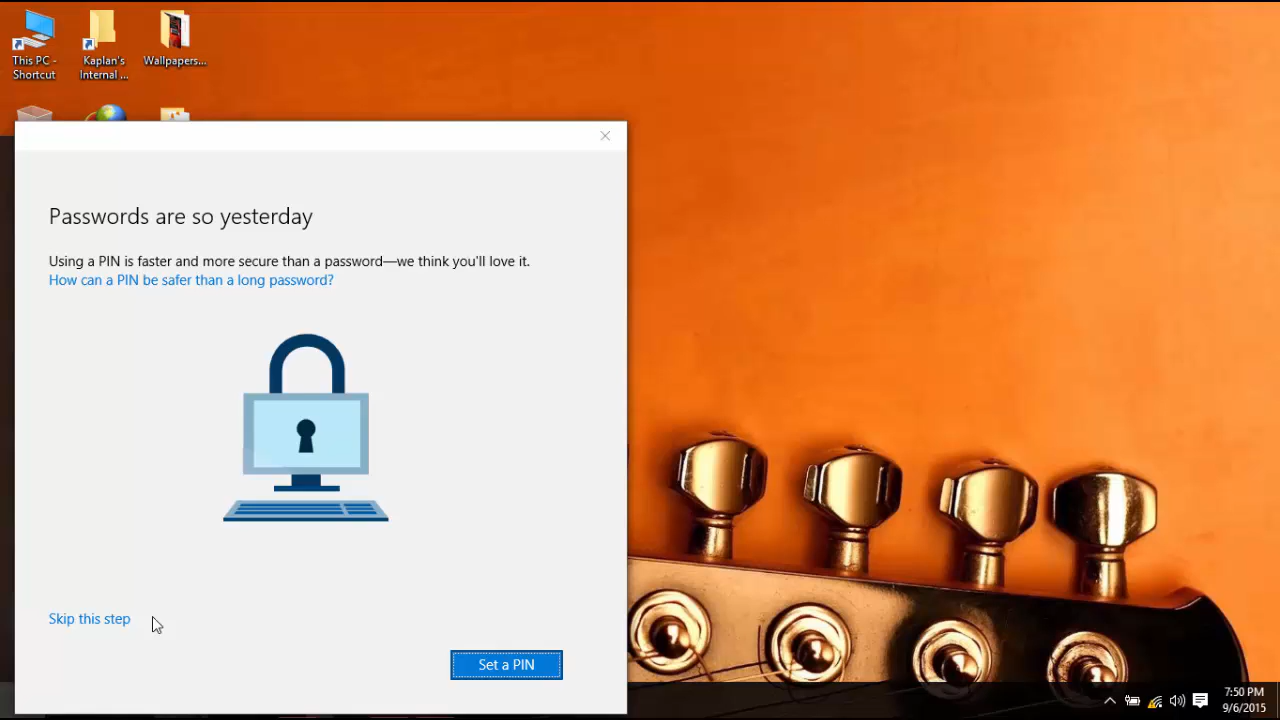 This PC -
Shortcut
Kaplan's
Internal ...
Wallpapers...
Passwords are so yesterday
Using a PIN is faster and more secure than a password—we think you'll love it.
How can a PIN be safer than a long password?
Skip this step
Set a PIN
7:50 PM
9/6/2015